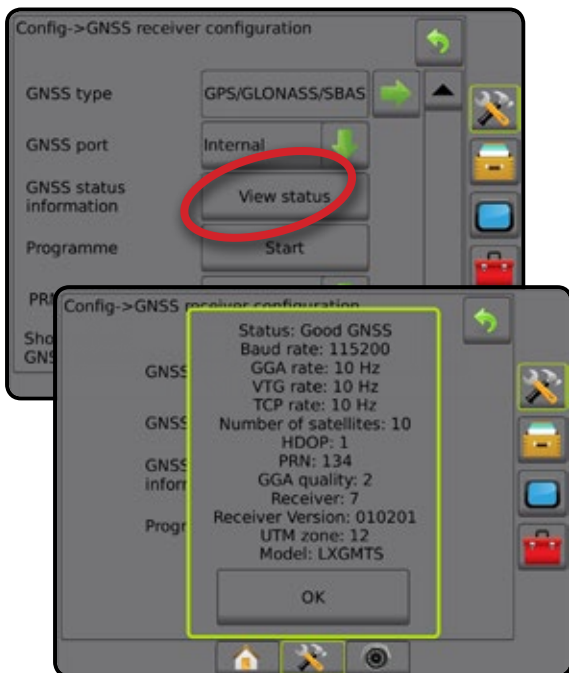 Config->GNSS receiver configuration
GNSS type GPS/GLONASS/SBAS
GNSS port Internal
GNSS status
information
View status
Programme Start
Config->GNSS receiver configuration
Status: Good GNSS
Baud rate: 115200
GGA rate: 10 Hz
VTG rate: 10 Hz
TCP rate: 10 Hz
Number of satellites: 10
HDOP: 1
PRN: 134
GGA quality: 2
Receiver: 7
Receiver Version: 010201
UTM zone: 12
Model: LXGMTS
OK